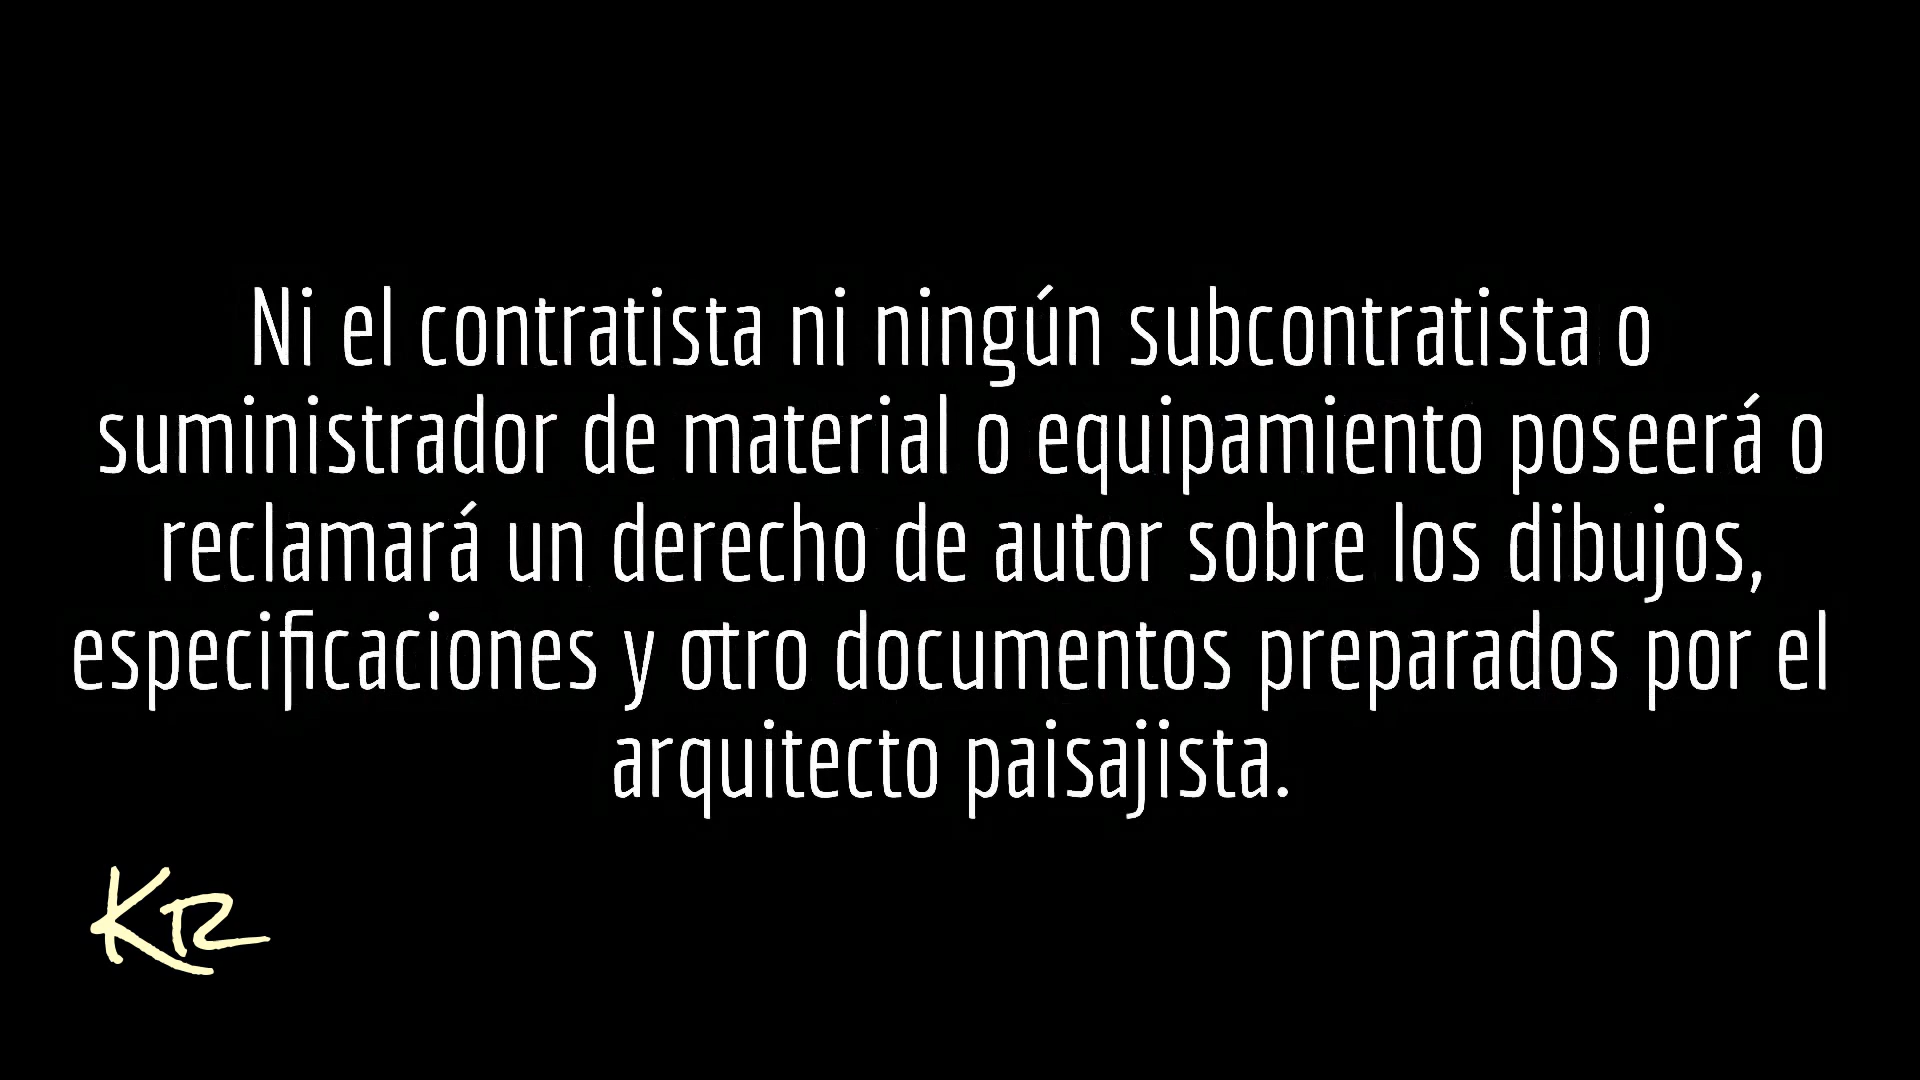 Ni el contratista ni ningún subcontratista o
suministrador de material o equipamiento poseerá o
reclamará un derecho de autor sobre los dibujos,
especificaciones y otro documentos preparados por el
arquitecto paisajista.
KR